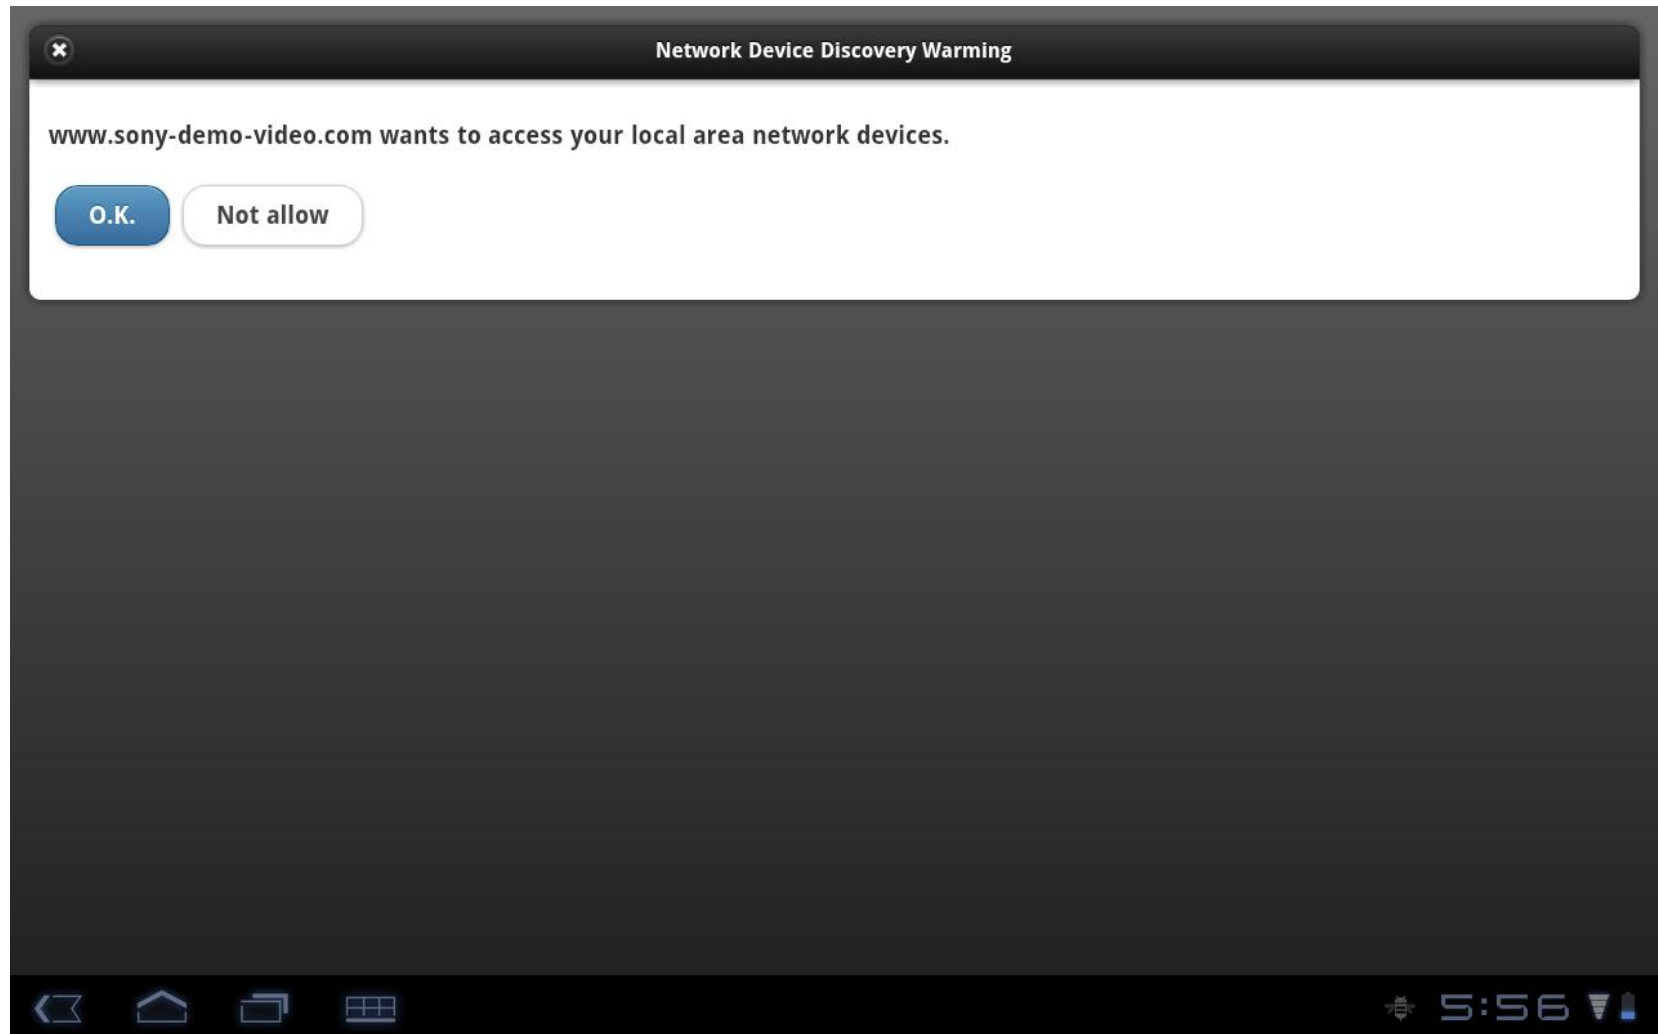 Network Device Discovery Warming
www.sony-demo-video.com wants to access your local area network devices.
O.K. Not allow
5:56